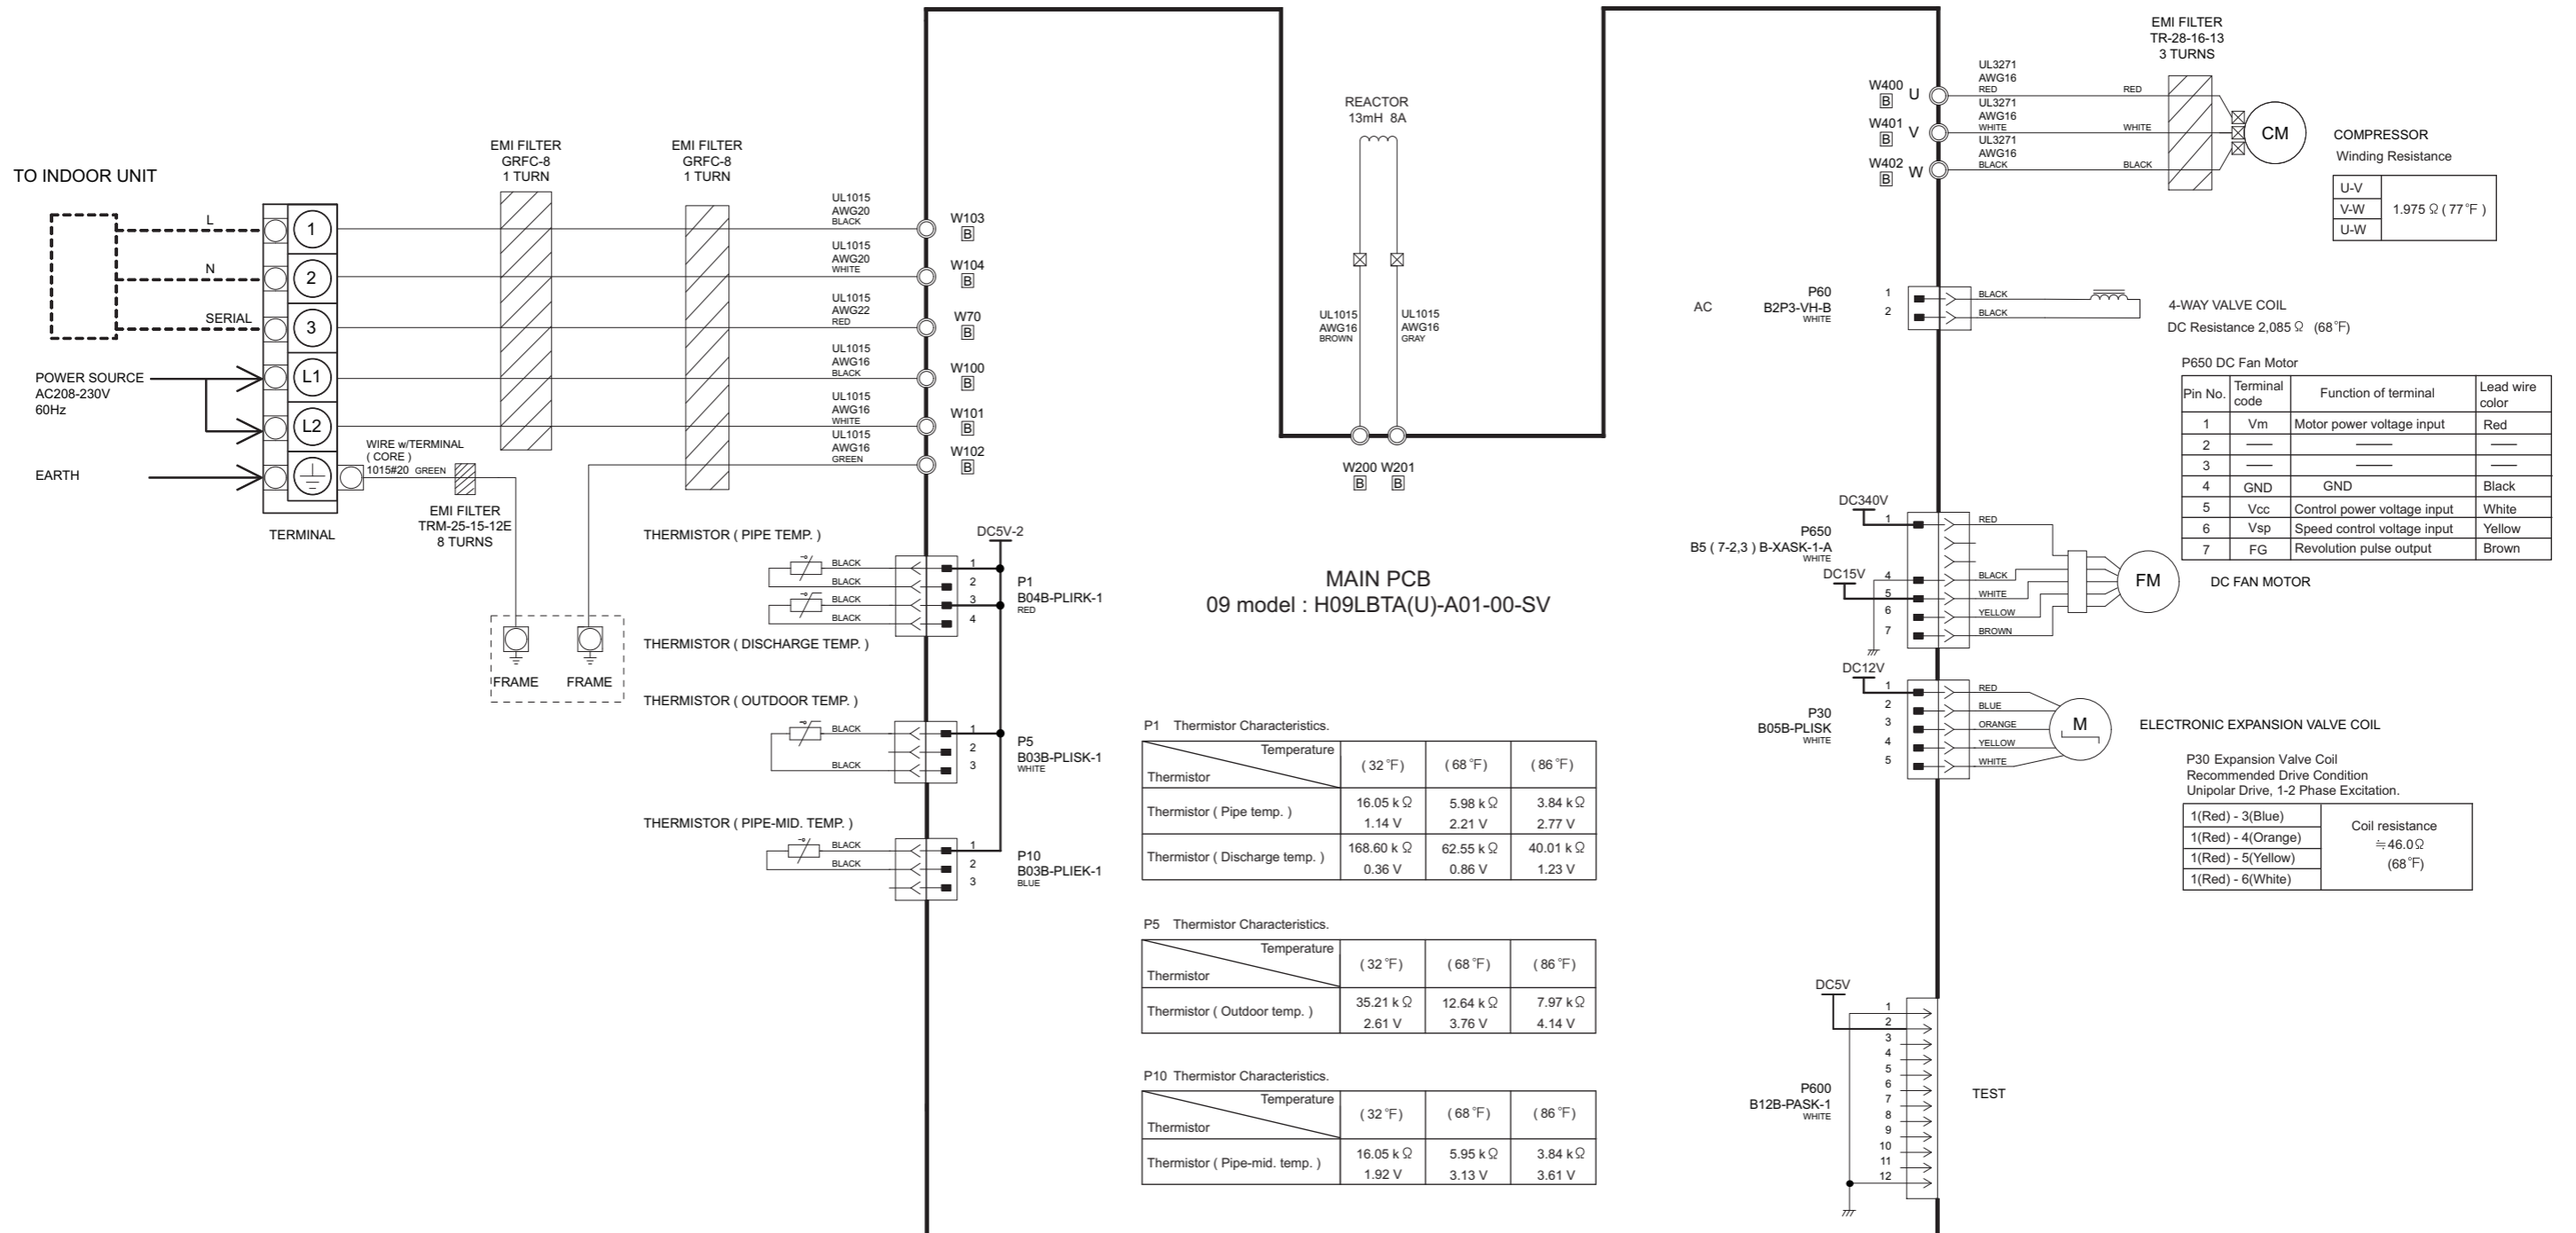 TO INDOOR UNIT
L
N
SERIAL
POWER SOURCE
AC208-230V
60Hz
EARTH
1
2
3
L1
L2
TERMINAL
WIRE w/TERMINAL
( CORE )
1015#20 GREEN
EMI FILTER
TRM-25-15-12E
8 TURNS
EMI FILTER
GRFC-8
1 TURN
EMI FILTER
GRFC-8
1 TURN
FRAME
FRAME
UL1015
AWG20
BLACK
W103
B
UL1015
AWG20
WHITE
W104
B
UL1015
AWG22
RED
W70
B
UL1015
AWG16
BLACK
W100
B
UL1015
AWG16
WHITE
W101
B
UL1015
AWG16
GREEN
W102
B
DC5V-2
THERMISTOR ( PIPE TEMP. )
BLACK
BLACK
BLACK
BLACK
1
2
3
4
P1
B04B-PLIRK-1
RED
THERMISTOR ( DISCHARGE TEMP. )
THERMISTOR ( OUTDOOR TEMP. )
BLACK
BLACK
1
2
3
P5
B03B-PLISK-1
WHITE
THERMISTOR ( PIPE-MID. TEMP. )
BLACK
BLACK
1
2
3
P10
B03B-PLIEK-1
BLUE
REACTOR
13mH 8A
UL1015
AWG16
BROWN
UL1015
AWG16
GRAY
W200 W201
B B
MAIN PCB
09 model : H09LBTA(U)-A01-00-SV
P1 Thermistor Characteristics.
Temperature
Thermistor
( 32 °F ) ( 68 °F ) ( 86 °F )
Thermistor ( Pipe temp. )
16.05 k Ω 5.98 k Ω 3.84 k Ω
1.14 V 2.21 V 2.77 V
Thermistor ( Discharge temp. )
168.60 k Ω 62.55 k Ω 40.01 k Ω
0.36 V 0.86 V 1.23 V
P5 Thermistor Characteristics.
Temperature
Thermistor
( 32 °F ) ( 68 °F ) ( 86 °F )
Thermistor ( Outdoor temp. )
35.21 k Ω 12.64 k Ω 7.97 k Ω
2.61 V 3.76 V 4.14 V
P10 Thermistor Characteristics.
Temperature
Thermistor
( 32 °F ) ( 68 °F ) ( 86 °F )
Thermistor ( Pipe-mid. temp. )
16.05 k Ω 5.95 k Ω 3.84 k Ω
1.92 V 3.13 V 3.61 V
EMI FILTER
TR-28-16-13
3 TURNS
W400
B
U
UL3271
AWG16
RED
RED
W401
B
V
UL3271
AWG16
WHITE
WHITE
W402
B
W
UL3271
AWG16
BLACK
BLACK
CM
COMPRESSOR
Winding Resistance
U-V
V-W
U-W
1.975 Ω ( 77 °F )
AC
P60
B2P3-VH-B
WHITE
1
2
BLACK
BLACK
4-WAY VALVE COIL
DC Resistance 2,085 Ω (68°F)
P650 DC Fan Motor
Pin No. Terminal code Function of terminal Lead wire color
1 Vm Motor power voltage input Red
2 — — —
3 — — —
4 GND GND Black
5 Vcc Control power voltage input White
6 Vsp Speed control voltage input Yellow
7 FG Revolution pulse output Brown
DC340V
P650
B5 ( 7-2,3 ) B-XASK-1-A
WHITE
DC15V
1
4
5
6
7
RED
BLACK
WHITE
YELLOW
BROWN
FM
DC FAN MOTOR
DC12V
P30
B05B-PLISK
WHITE
1
2
3
4
5
RED
BLUE
ORANGE
YELLOW
WHITE
M
ELECTRONIC EXPANSION VALVE COIL
P30 Expansion Valve Coil
Recommended Drive Condition
Unipolar Drive, 1-2 Phase Excitation.
1(Red) - 3(Blue)
1(Red) - 4(Orange)
1(Red) - 5(Yellow)
1(Red) - 6(White)
Coil resistance
≒46.0Ω
(68°F)
DC5V
P600
B12B-PASK-1
WHITE
1
2
3
4
5
6
7
8
9
10
11
12
TEST